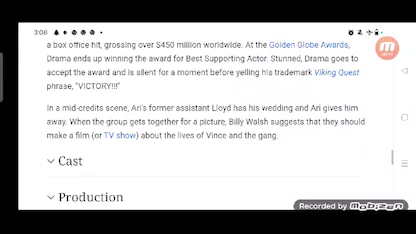 3:08
a box office hit, grossing over $450 million worldwide. At the Golden Globe Awards,
Drama ends up winning the award for Best Supporting Actor. Stunned, Drama goes to
accept the award and is silent for a moment before yelling his trademark Viking Quest
phrase, "VICTORY!!!"
In a mid-credits scene, Ari's former assistant Lloyd has his wedding and Ari gives him
away. When the group gets together for a picture, Billy Walsh suggests that they should
make a film (or TV show) about the lives of Vince and the gang.
Cast
Production
Recorded by mobizen